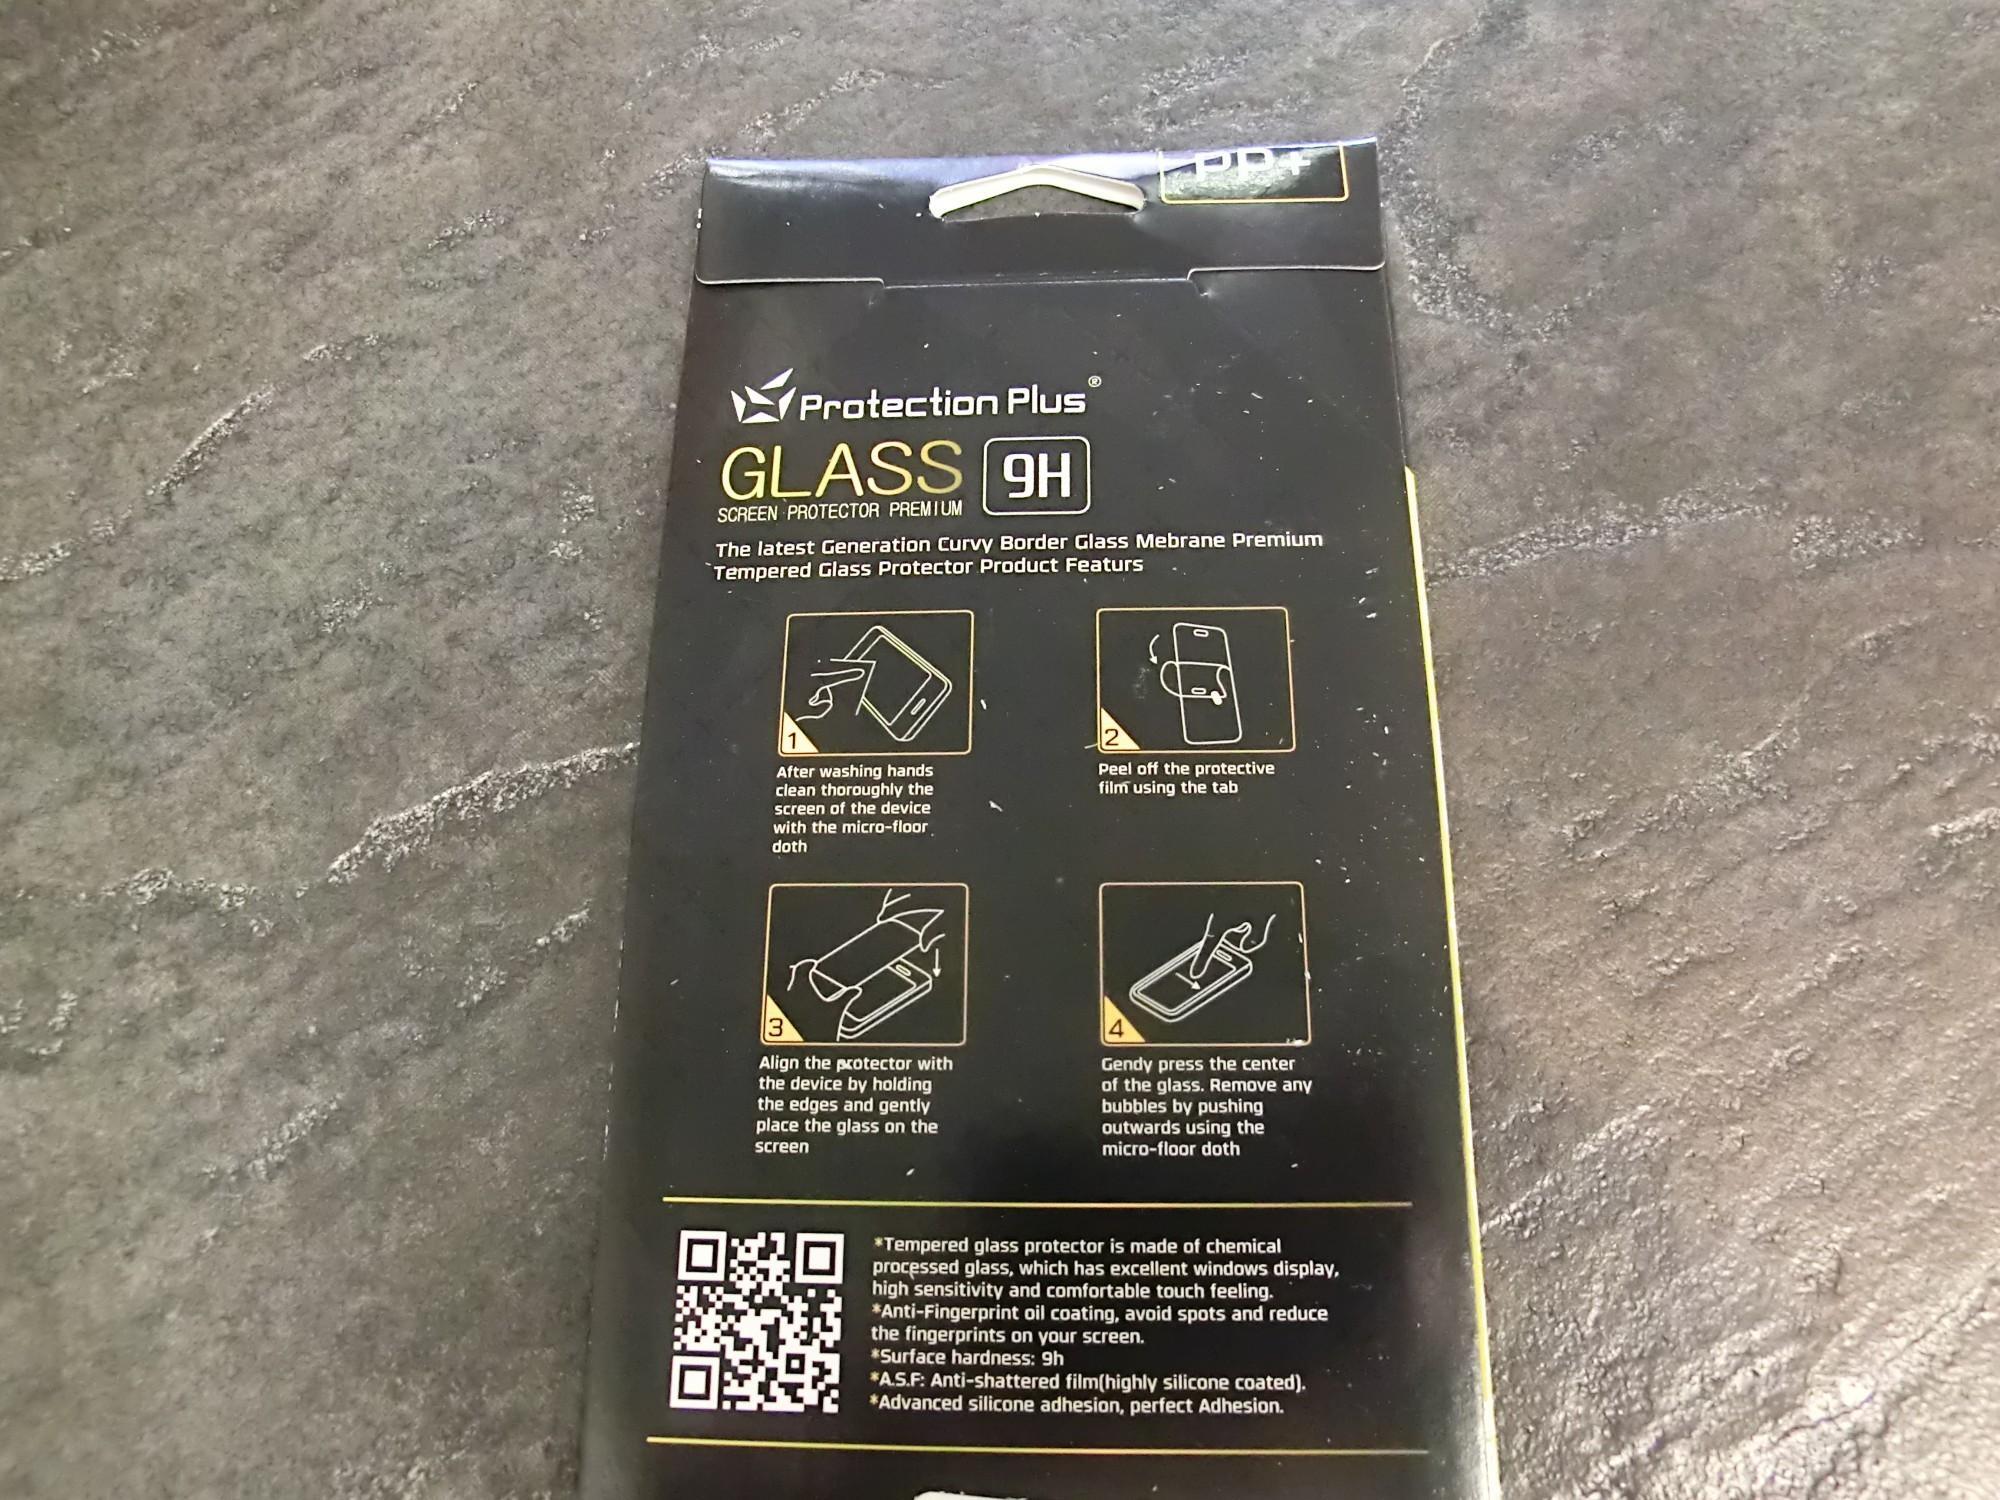 PP+
Protection Plus®
GLASS 9H
SCREEN PROTECTOR PREMIUM
The latest Generation Curvy Border Glass Mebrane Premium
Tempered Glass Protector Product Featurs
1
After washing hands
clean thoroughly the
screen of the device
with the micro-floor
doth
2
Peel off the protective
film using the tab
3
Align the protector with
the device by holding
the edges and gently
place the glass on the
screen
4
Gendy press the center
of the glass. Remove any
bubbles by pushing
outwards using the
micro-floor doth
*Tempered glass protector is made of chemical
processed glass, which has excellent windows display,
high sensitivity and comfortable touch feeling.
*Anti-Fingerprint oil coating, avoid spots and reduce
the fingerprints on your screen.
*Surface hardness: 9h
*A.S.F: Anti-shattered film(highly silicone coated).
*Advanced silicone adhesion, perfect Adhesion.